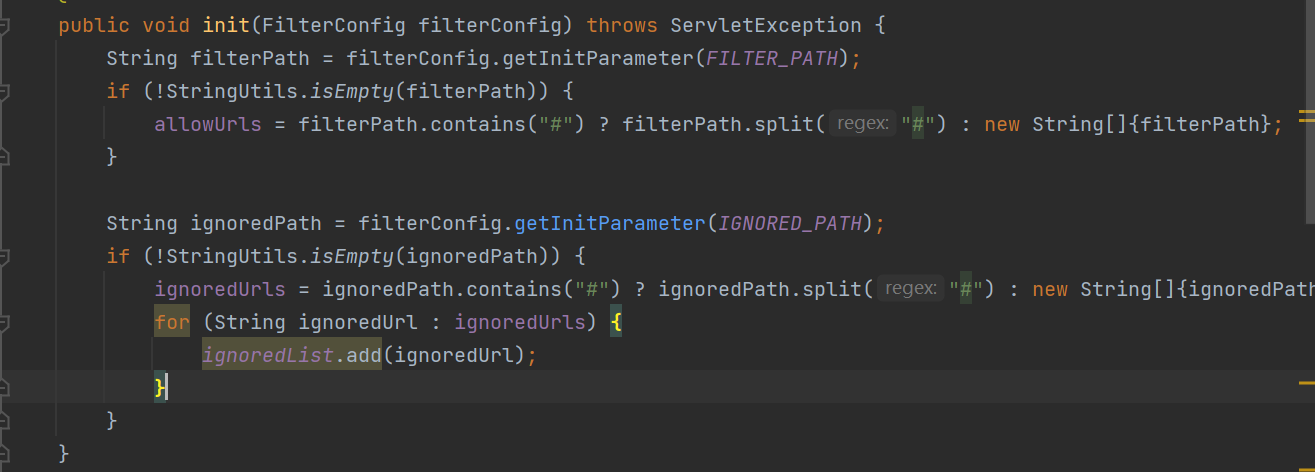 public void init(FilterConfig filterConfig) throws ServletException {
String filterPath = filterConfig.getInitParameter(FILTER_PATH);
if (!StringUtils.isEmpty(filterPath)) {
allowUrls = filterPath.contains("#") ? filterPath.split( regex: "#") : new String[]{filterPath};
}
String ignoredPath = filterConfig.getInitParameter(IGNORED_PATH);
if (!StringUtils.isEmpty(ignoredPath)) {
ignoredUrls = ignoredPath.contains("#") ? ignoredPath.split( regex: "#") : new String[]{ignoredPath
for (String ignoredUrl : ignoredUrls) {
ignoredList.add(ignoredUrl);
}
}
}